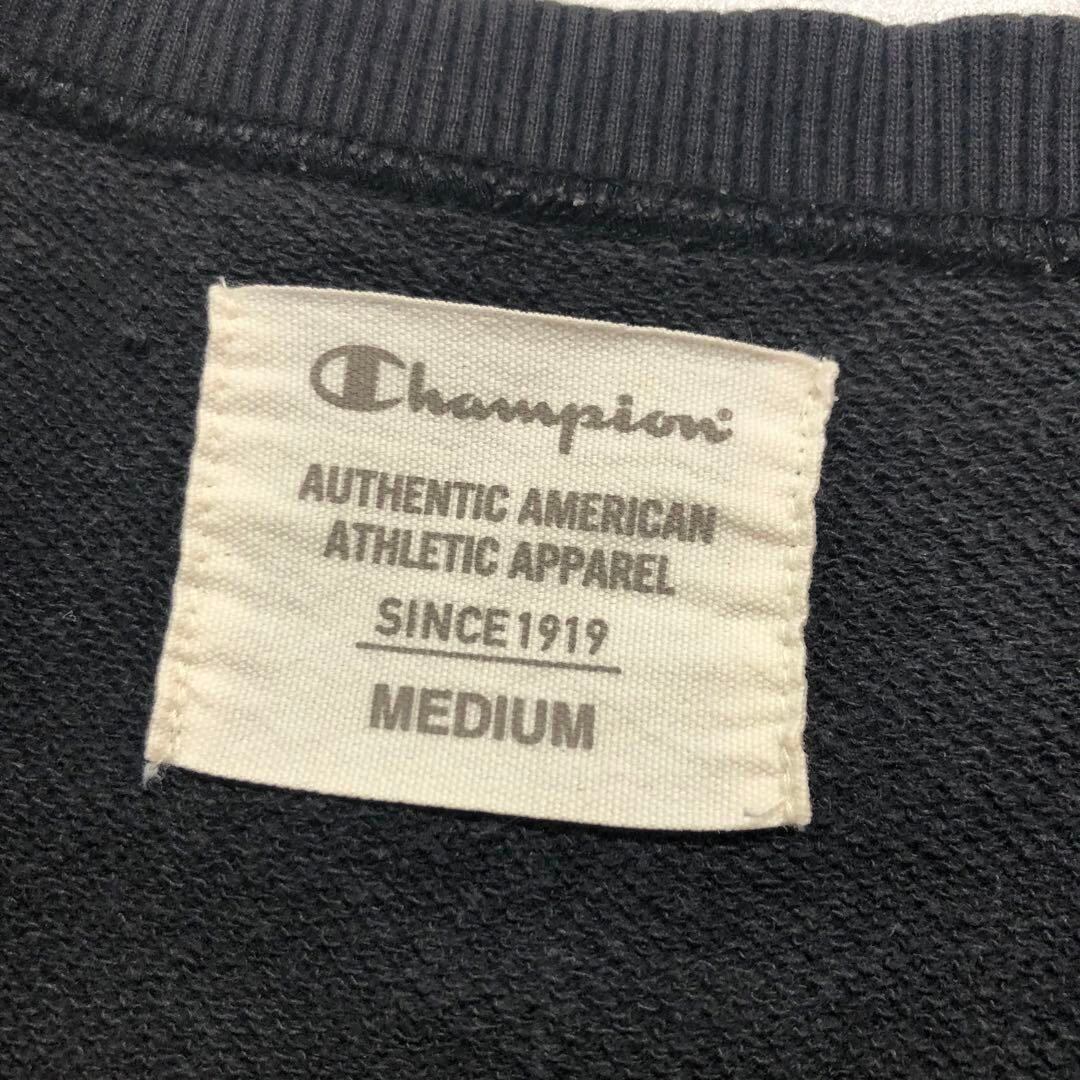 Champion
AUTHENTIC AMERICAN
ATHLETIC APPAREL
SINCE 1919
MEDIUM